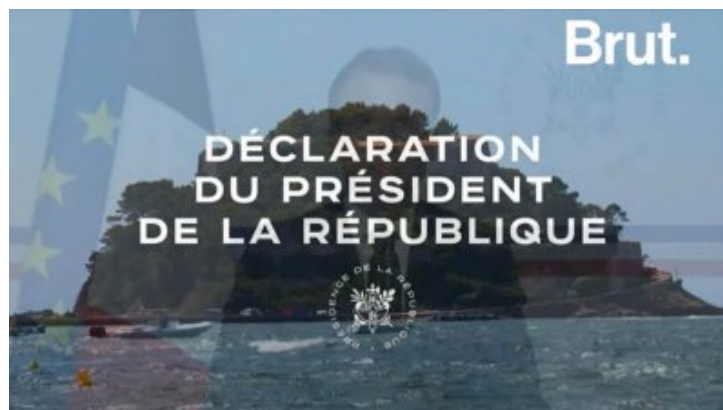 Brut.
DÉCLARATION
DU PRÉSIDENT
DE LA RÉPUBLIQUE
PRÉSIDENCE DE LA RÉPUBLIQUE